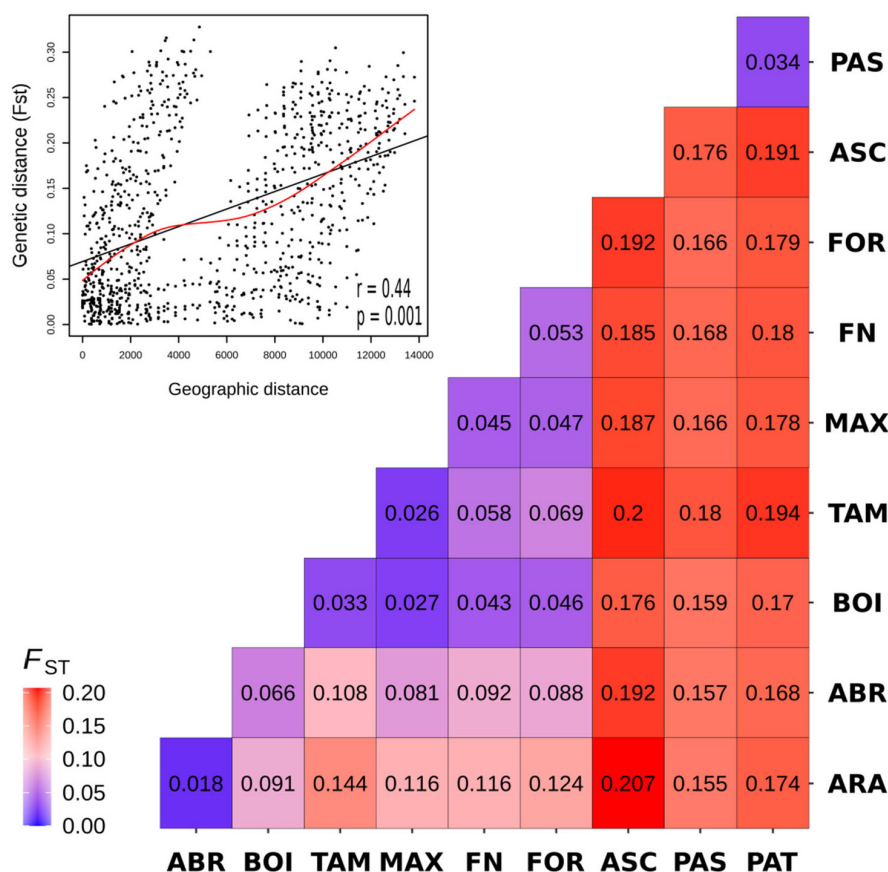 Genetic distance (Fst)
0.30
0.25
0.20
0.15
0.10
0.05
0.00
r = 0.44
p = 0.001
0 2000 4000 6000 8000 10000 12000 14000
Geographic distance
0.034 PAS
0.176 0.191 ASC
0.192 0.166 0.179 FOR
0.053 0.185 0.168 0.18 FN
0.045 0.047 0.187 0.166 0.178 MAX
0.026 0.058 0.069 0.2 0.18 0.194 TAM
0.033 0.027 0.043 0.046 0.176 0.159 0.17 BOI
0.066 0.108 0.081 0.092 0.088 0.192 0.157 0.168 ABR
0.018 0.091 0.144 0.116 0.116 0.124 0.207 0.155 0.174 ARA
ABR BOI TAM MAX FN FOR ASC PAS PAT
FST
0.20
0.15
0.10
0.05
0.00